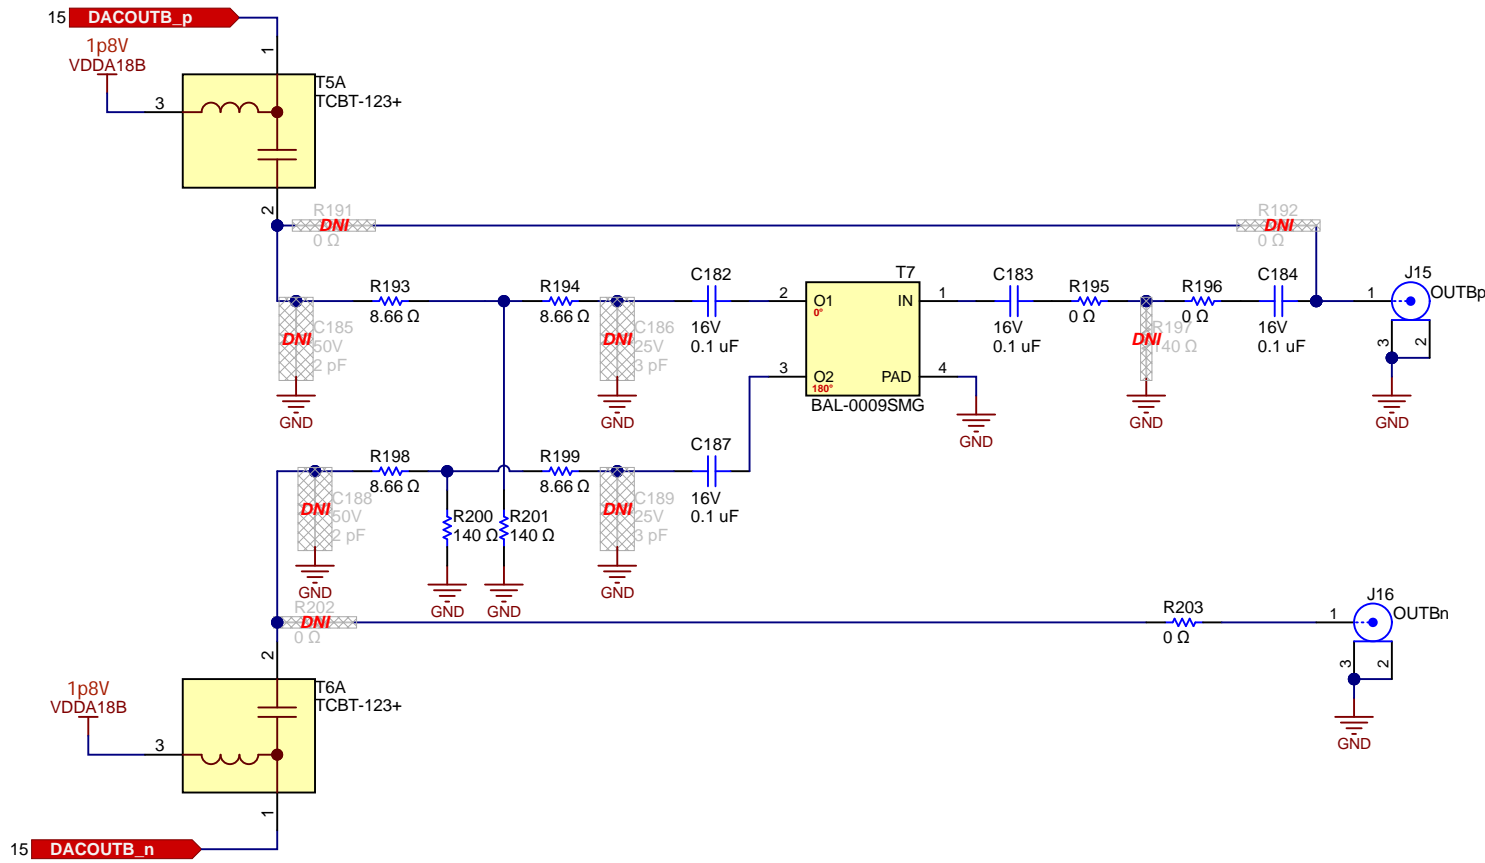 15 DACOUTB_p
1p8V
VDDA18B
1
3
T5A
TCBT-123+
2
R191
DNI
0 Ω
R192
DNI
0 Ω
R193
8.66 Ω
R194
8.66 Ω
C182
16V
0.1 uF
2
T7
O1
0°
IN
1
C183
16V
0.1 uF
R195
0 Ω
R196
0 Ω
C184
16V
0.1 uF
1
J15
OUTBp
3
2
GND
C185
DNI
50V
2 pF
GND
C186
DNI
25V
3 pF
GND
3
O2
180°
PAD
4
BAL-0009SMG
GND
R197
DNI
140 Ω
GND
R198
8.66 Ω
R199
8.66 Ω
C187
16V
0.1 uF
C188
DNI
50V
2 pF
GND
R200
140 Ω
GND
R201
140 Ω
GND
C189
DNI
25V
3 pF
GND
R202
DNI
0 Ω
R203
0 Ω
1
J16
OUTBn
3
2
GND
2
T6A
TCBT-123+
1p8V
VDDA18B
3
1
15 DACOUTB_n